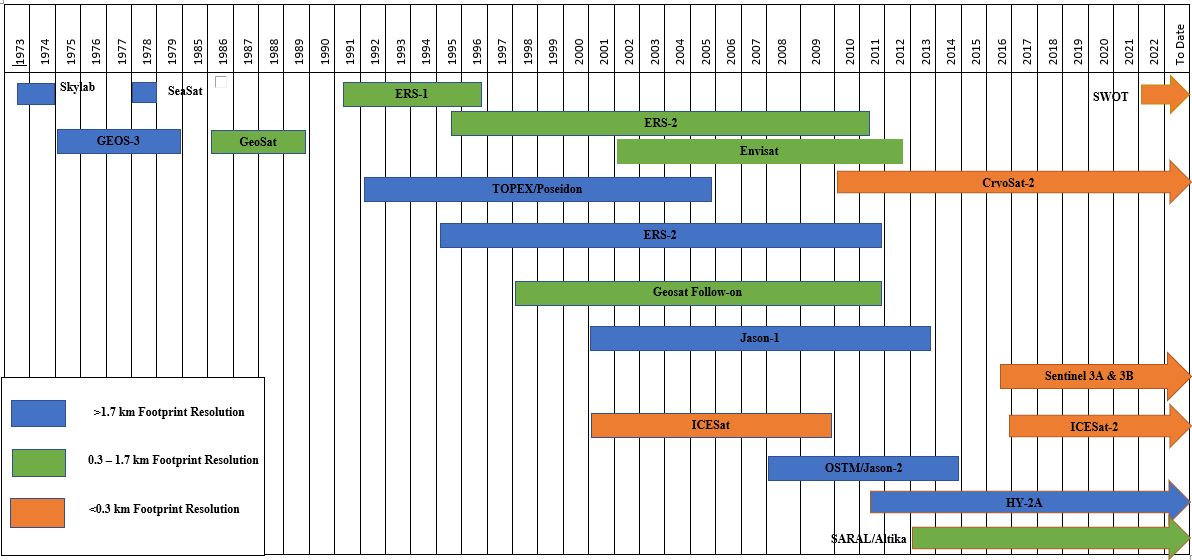 1973 1974 1975 1976 1977 1978 1979 1985 1986 1989 1990 1991 1992 1993 1994 1995 1996 1997 1998 1999 2000 2001 2002 2003 2004 2005 2006 2007 2008 2009 2010 2011 2012 2013 2014 2015 2016 2017 2018 2019 2020 2021 2022 To Date
Skylab SeaSat ERS-1 SWOT
ERS-2
GEOS-3 GeoSat Envisat
TOPEX/Poseidon CryoSat-2
ERS-2
Geosat Follow-on
Jason-1
Sentinel 3A & 3B
>1.7 km Footprint Resolution
ICESat ICESat-2
0.3 – 1.7 km Footprint Resolution
OSTM/Jason-2
HY-2A
<0.3 km Footprint Resolution
SARAL/Altika